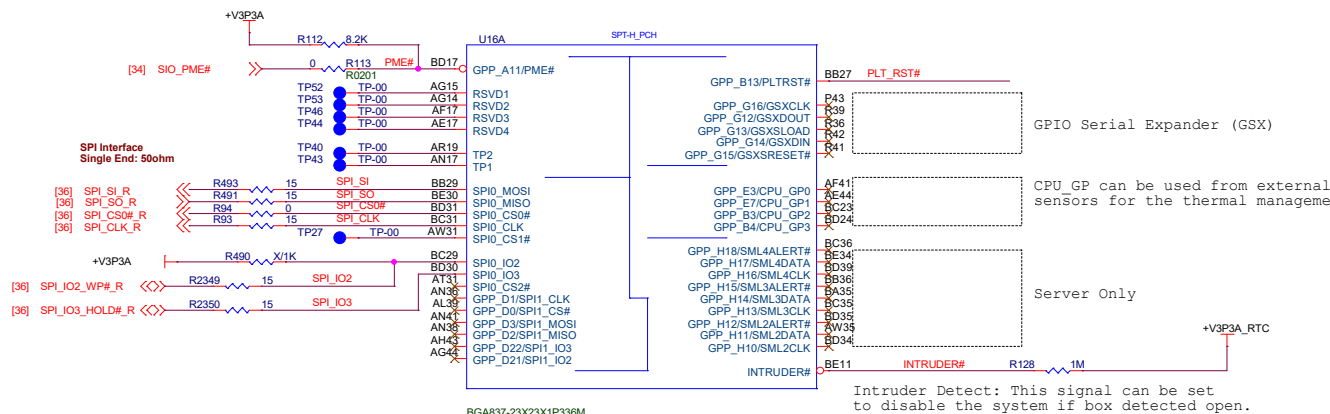 +V3P3A
R112 8.2K
[34] SIO_PME# 0 R113 PME# BD17
R0201
U16A
SPT-H_PCH
GPP_A11/PME#
TP52 TP-00 AG15 RSVD1
TP53 TP-00 AG14 RSVD2
TP46 TP-00 AF17 RSVD3
TP44 TP-00 AE17 RSVD4
TP40 TP-00 AR19 TP2
TP43 TP-00 AN17 TP1
SPI Interface
Single End: 50ohm
[36] SPI_SI_R R493 15 SPI_SI BB29 SPI0_MOSI
[36] SPI_SO_R R491 15 SPI_SO BE30 SPI0_MISO
[36] SPI_CS0#_R R94 0 SPI_CS0# BD31 SPI0_CS0#
[36] SPI_CLK_R R93 15 SPI_CLK BC31 SPI0_CLK
TP27 TP-00 AW31 SPI0_CS1#
+V3P3A R490 X/1K BC29 SPI0_IO2
BD30 SPI0_IO3
[36] SPI_IO2_WP#_R R2349 15 SPI_IO2
AT31 SPI0_CS2#
AN36 GPP_D1/SPI1_CLK
[36] SPI_IO3_HOLD#_R R2350 15 SPI_IO3
AL39 GPP_D0/SPI1_CS#
AN41 GPP_D3/SPI1_MOSI
AN38 GPP_D2/SPI1_MISO
AH43 GPP_D22/SPI1_IO3
AG44 GPP_D21/SPI1_IO2
GPP_B13/PLTRST# BB27 PLT_RST#
GPP_G16/GSXCLK P43
GPP_G12/GSXDOUT R39
GPP_G13/GSXSLOAD R36
GPP_G14/GSXDIN R42
GPP_G15/GSXSRESET# R41
GPIO Serial Expander (GSX)
GPP_E3/CPU_GP0 AF41
GPP_E7/CPU_GP1 AE44
GPP_B3/CPU_GP2 BC23
GPP_B4/CPU_GP3 BD24
CPU_GP can be used from external
sensors for the thermal manageme
GPP_H18/SML4ALERT# BC36
GPP_H17/SML4DATA BE34
GPP_H16/SML4CLK BD39
GPP_H15/SML3ALERT# BB36
GPP_H14/SML3DATA BA35
GPP_H13/SML3CLK BC35
GPP_H12/SML2ALERT# BD35
GPP_H11/SML2DATA AW35
GPP_H10/SML2CLK BD34
Server Only
+V3P3A_RTC
INTRUDER# BE11 INTRUDER# R128 1M
Intruder Detect: This signal can be set
to disable the system if box detected open.
BGA837-23X23X1P336M